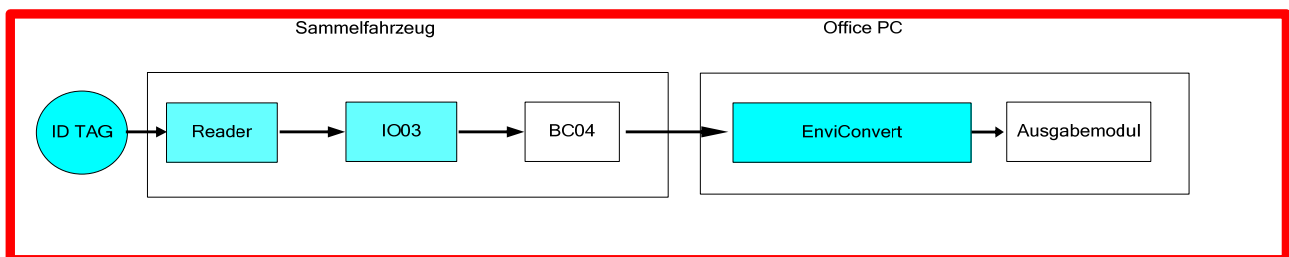 Sammelfahrzeug
Office PC
ID TAG
Reader
IO03
BC04
EnviConvert
Ausgabemodul